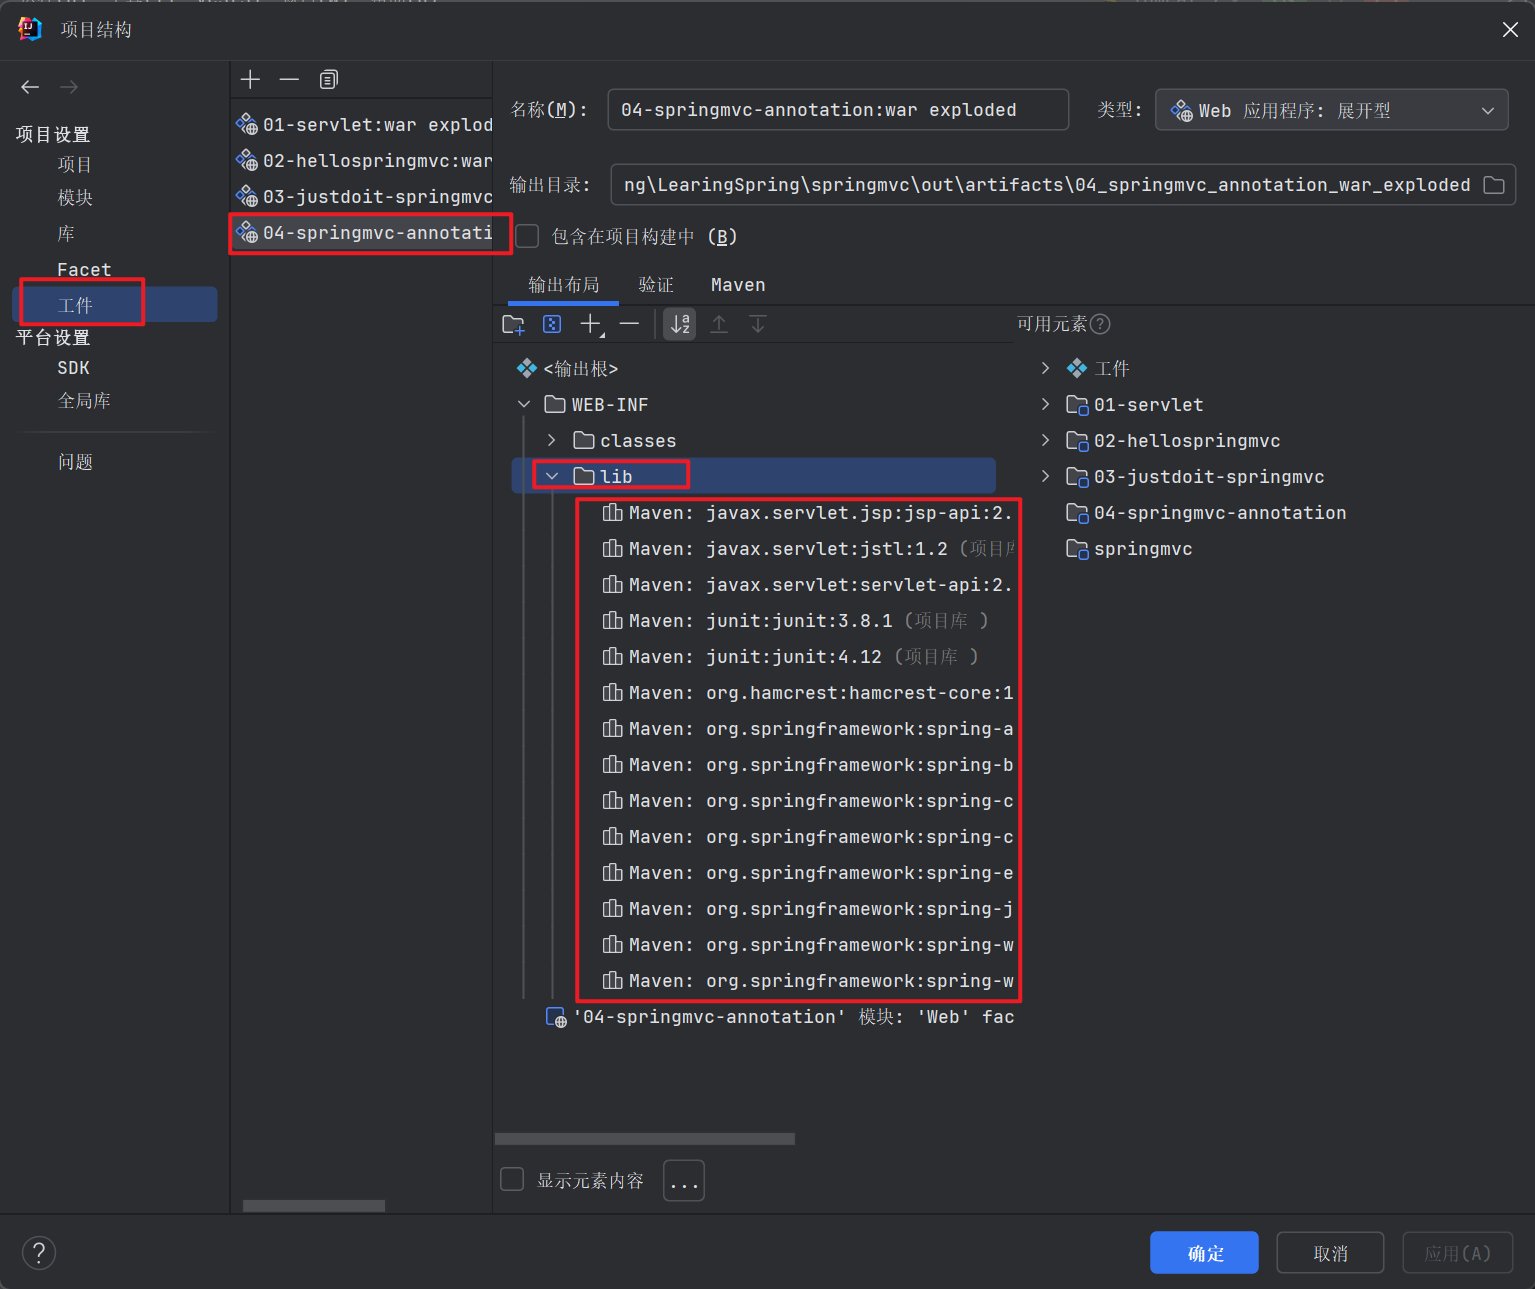 项目结构
项目设置
项目
模块
库
Facet
工件
平台设置
SDK
全局库
问题
01-servlet:war explod
02-hellospringmvc:war
03-justdoit-springmvc
04-springmvc-annotati
名称(M):
04-springmvc-annotation:war exploded
类型:
Web 应用程序: 展开型
输出目录:
ng\LearingSpring\springmvc\out\artifacts\04_springmvc_annotation_war_exploded
包含在项目构建中 (B)
输出布局 验证 Maven
<输出根>
WEB-INF
classes
lib
Maven: javax.servlet.jsp:jsp-api:2.
Maven: javax.servlet:jstl:1.2 (项目库
Maven: javax.servlet:servlet-api:2.
Maven: junit:junit:3.8.1 (项目库 )
Maven: junit:junit:4.12 (项目库 )
Maven: org.hamcrest:hamcrest-core:1
Maven: org.springframework:spring-a
Maven: org.springframework:spring-b
Maven: org.springframework:spring-c
Maven: org.springframework:spring-c
Maven: org.springframework:spring-e
Maven: org.springframework:spring-j
Maven: org.springframework:spring-w
Maven: org.springframework:spring-w
'04-springmvc-annotation' 模块: 'Web' fac
可用元素?
工件
01-servlet
02-hellospringmvc
03-justdoit-springmvc
04-springmvc-annotation
springmvc
显示元素内容 ...
?
确定 取消 应用(A)